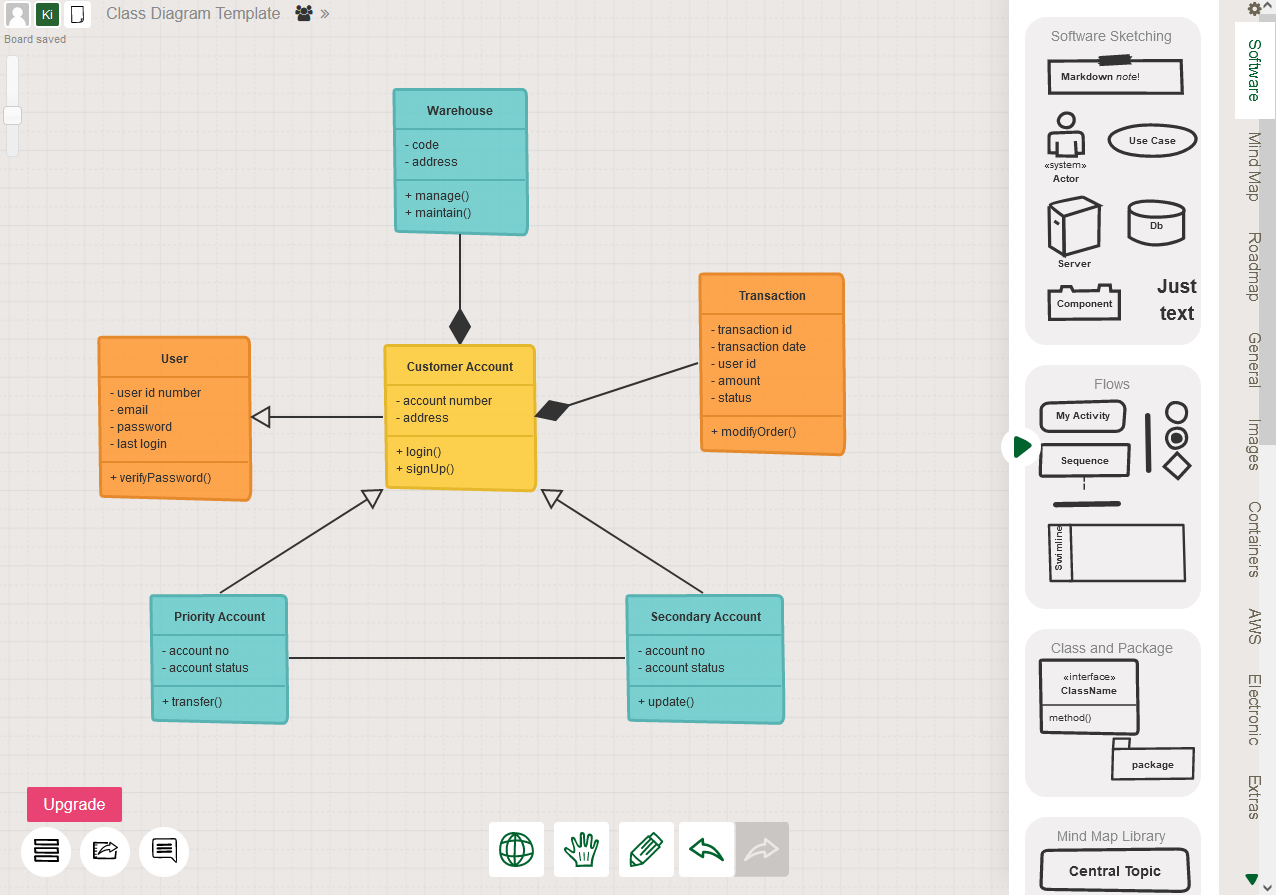 Ki
Class Diagram Template
Board saved
Warehouse
- code
- address
+ manage()
+ maintain()
Transaction
- transaction id
- transaction date
- user id
- amount
- status
+ modifyOrder()
User
- user id number
- email
- password
- last login
+ verifyPassword()
Customer Account
- account number
- address
+ login()
+ signUp()
Priority Account
- account no
- account status
+ transfer()
Secondary Account
- account no
- account status
+ update()
Upgrade
Software Sketching
Markdown note!
«system»
Actor
Use Case
Server
Db
Component
Just
text
Flows
My Activity
Sequence
Swimline
Class and Package
«interface»
ClassName
method()
package
Mind Map Library
Central Topic
Software
Mind Map
Roadmap
General
Images
Containers
AWS
Electronic
Extras